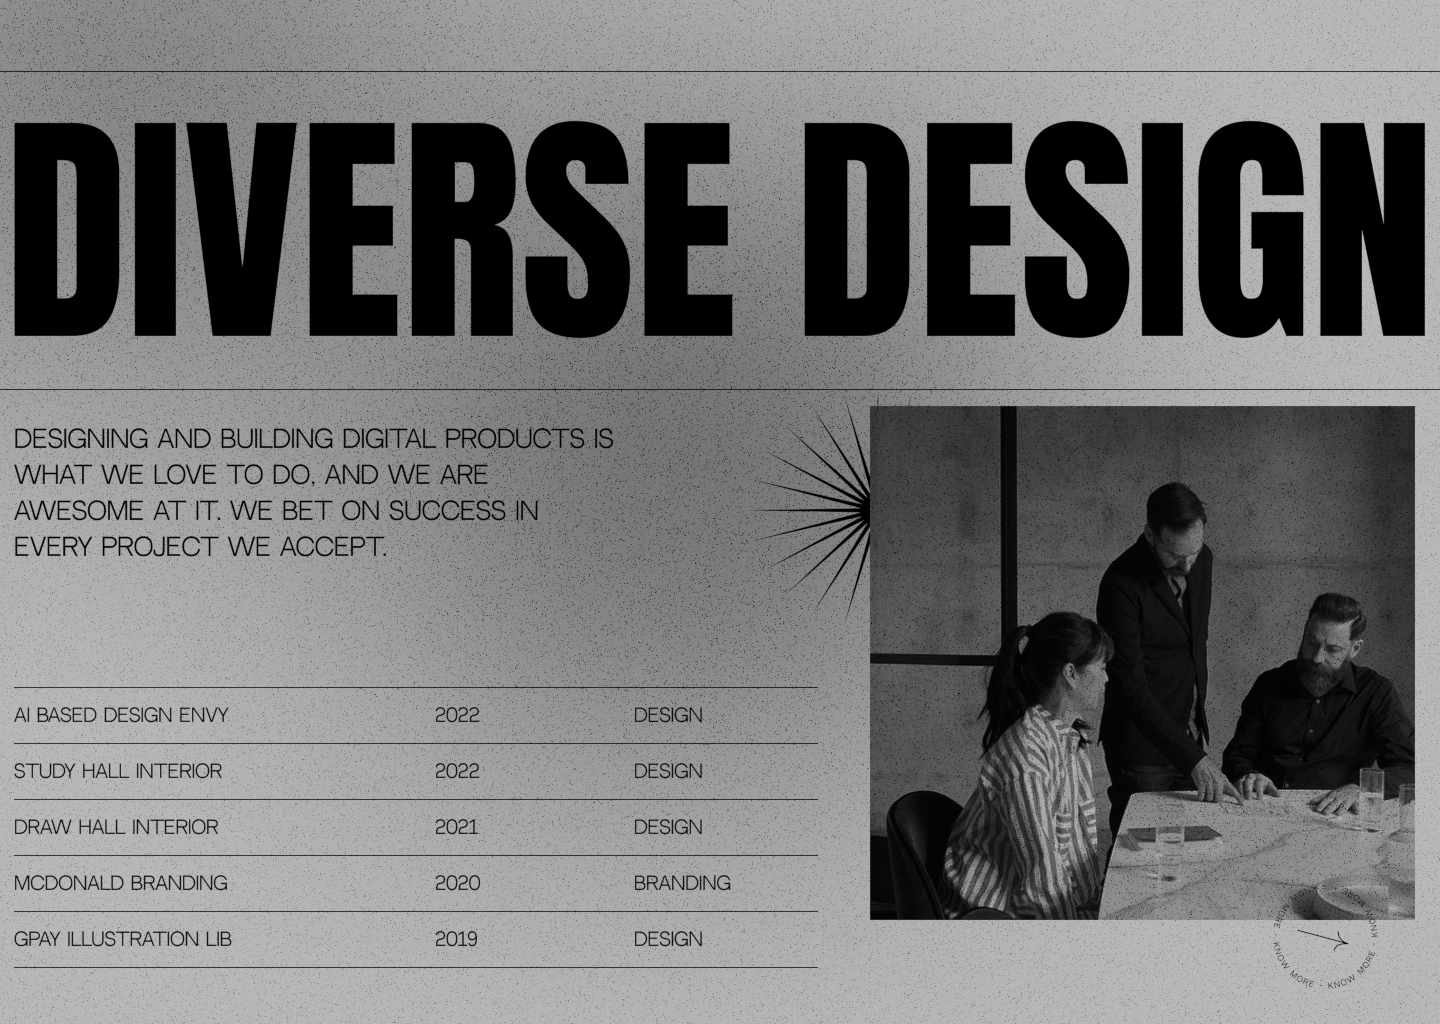 DIVERSE DESIGN
DESIGNING AND BUILDING DIGITAL PRODUCTS IS
WHAT WE LOVE TO DO, AND WE ARE
AWESOME AT IT. WE BET ON SUCCESS IN
EVERY PROJECT WE ACCEPT.
AI BASED DESIGN ENVY 2022 DESIGN
STUDY HALL INTERIOR 2022 DESIGN
DRAW HALL INTERIOR 2021 DESIGN
MCDONALD BRANDING 2020 BRANDING
GPAY ILLUSTRATION LIB 2019 DESIGN
KNOW MORE - KNOW MORE - KNOW MORE - KNOW MORE